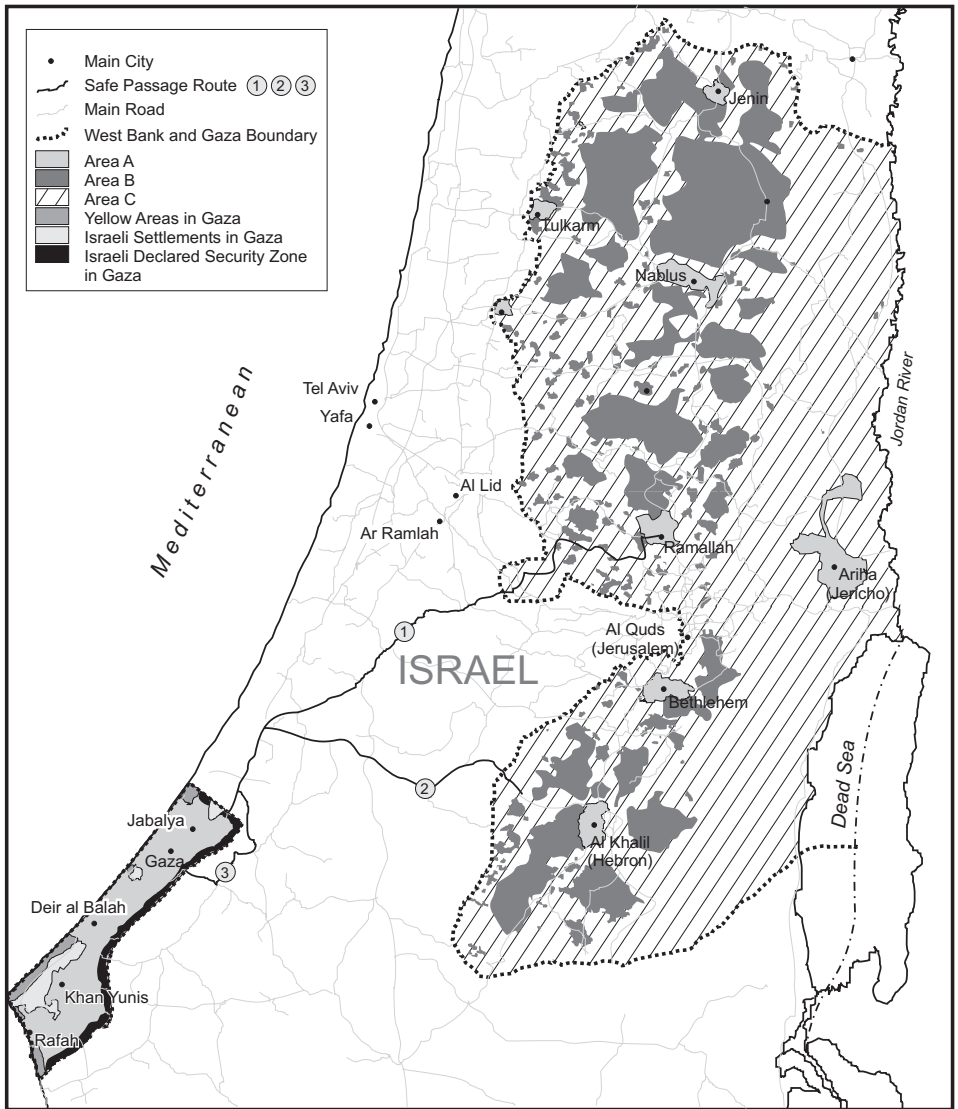 Main City
Safe Passage Route 1 2 3
Main Road
West Bank and Gaza Boundary
Area A
Area B
Area C
Yellow Areas in Gaza
Israeli Settlements in Gaza
Israeli Declared Security Zone
in Gaza
Jenin
Tulkarm
Nablus
Mediterranean
Tel Aviv
Yafa
Jordan River
Al Lid
Ar Ramlah
Ramallah
Ariha
(Jericho)
1
Al Quds
(Jerusalem)
ISRAEL
Bethlehem
2
Dead Sea
Jabalya
Gaza
Al Khalil
(Hebron)
3
Deir al Balah
Khan Yunis
Rafah